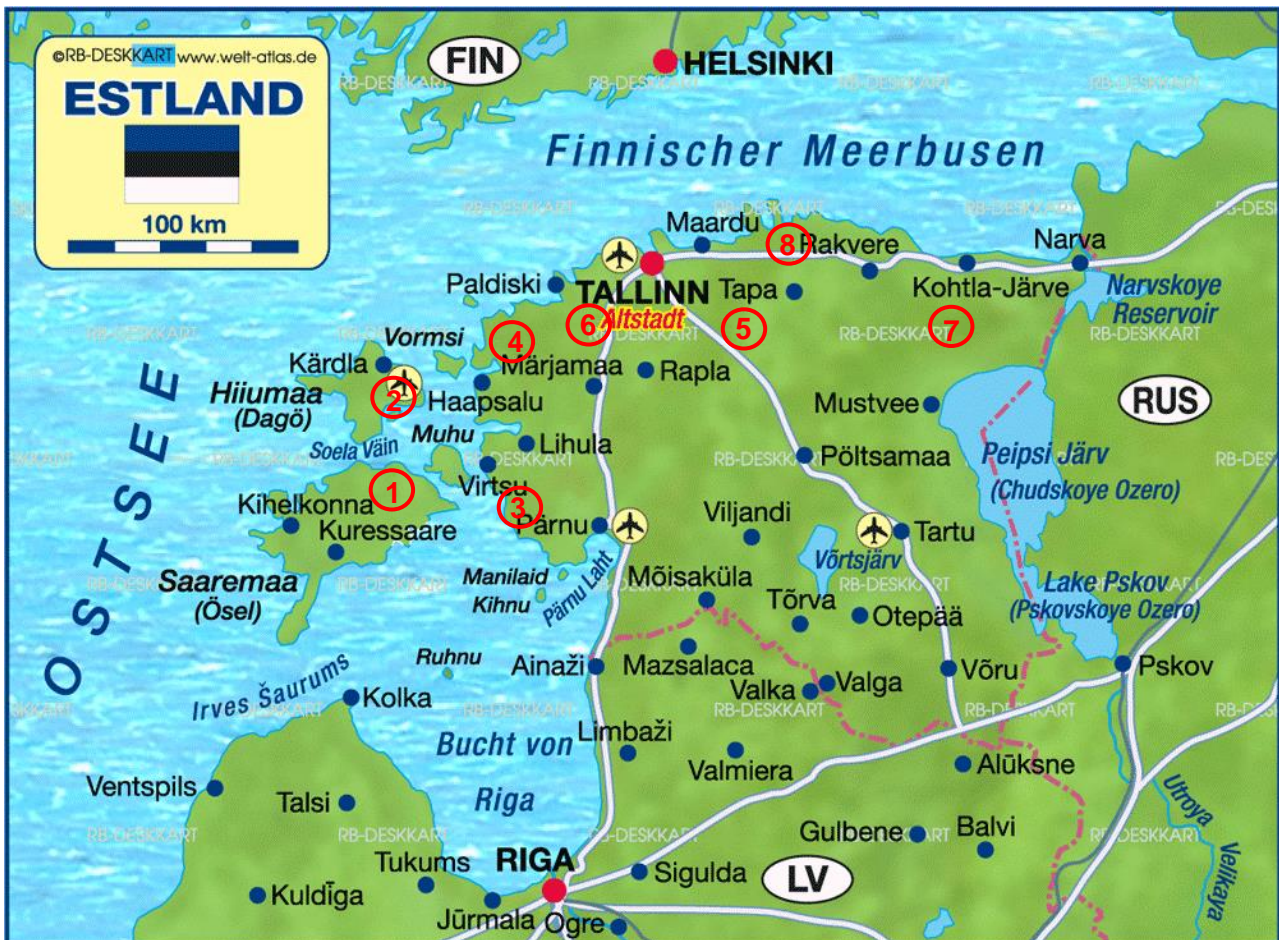 ©RB-DESKKART www.welt-atlas.de
ESTLAND
100 km
FIN
HELSINKI
Finnischer Meerbusen
Maardu
8
Rakvere
Narva
Paldiski
TALLINN
Altstadt
Tapa
Kohtla-Järve
Narvskoye
Reservoir
6
5
7
4
Vormsi
Kärdla
Märjamaa
Rapla
Hiiumaa
(Dagö)
2
Haapsalu
Mustvee
RUS
OSTSEE
Muhu
Soela Väin
Lihula
Pöltsamaa
Peipsi Järv
(Chudskoye Ozero)
1
Virtsu
3
Kihelkonna
Kuressaare
Pärnu
Viljandi
Tartu
Võrtsjärv
Saaremaa
(Ösel)
Manilaid
Kihnu
Pärnu Laht
Mõisaküla
Tõrva
Otepää
Lake Pskov
(Pskovskoye Ozero)
Irves Šaurums
Ruhnu
Ainaži
Mazsalaca
Valka
Valga
Võru
Pskov
Kolka
Bucht von
Riga
Limbaži
Valmiera
Alūksne
Ventspils
Talsi
Gulbene
Balvi
Utroya
Velikaya
Tukums
RIGA
Sigulda
LV
Kuldīga
Jūrmala
Ogre
RB-DESKKART